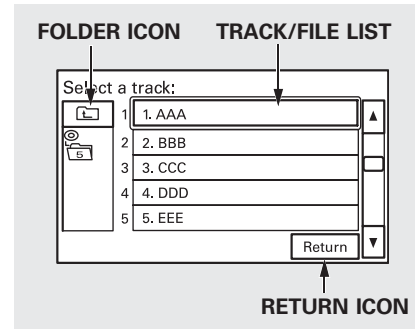 FOLDER ICON TRACK/FILE LIST
Select a track:
1 1. AAA
2 2. BBB
5
3 3. CCC
4 4. DDD
5 5. EEE
Return
RETURN ICON